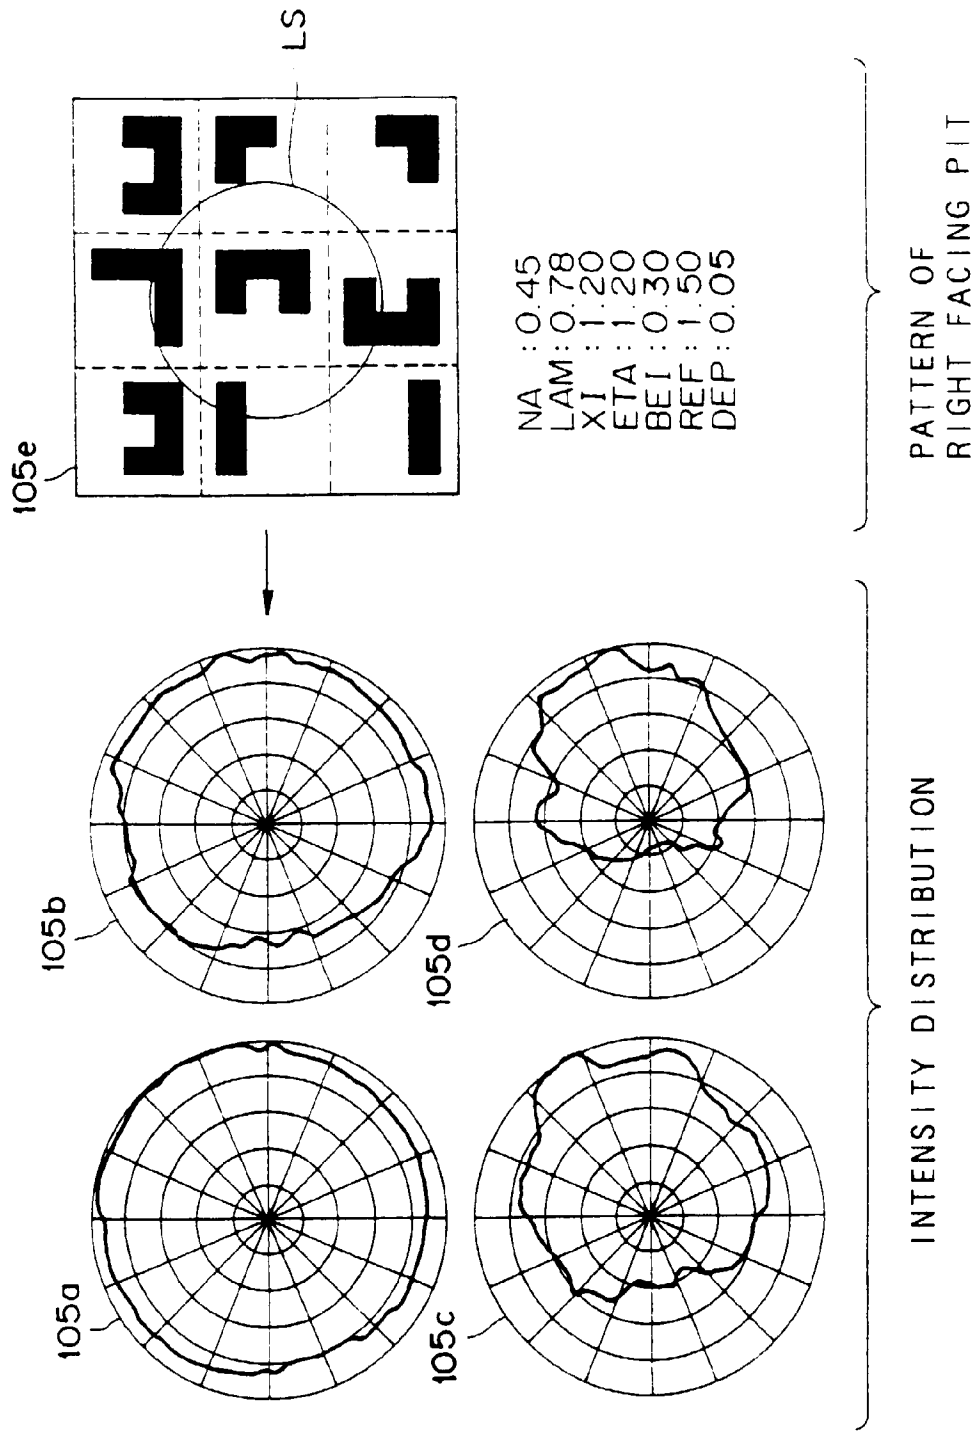 105a
105b
105c
105d
INTENSITY DISTRIBUTION
105e
LS
NA : 0.45
LAM : 0.78
XI : 1.20
ETA : 1.20
BEI : 0.30
REF : 1.50
DEP : 0.05
PATTERN OF
RIGHT FACING PIT